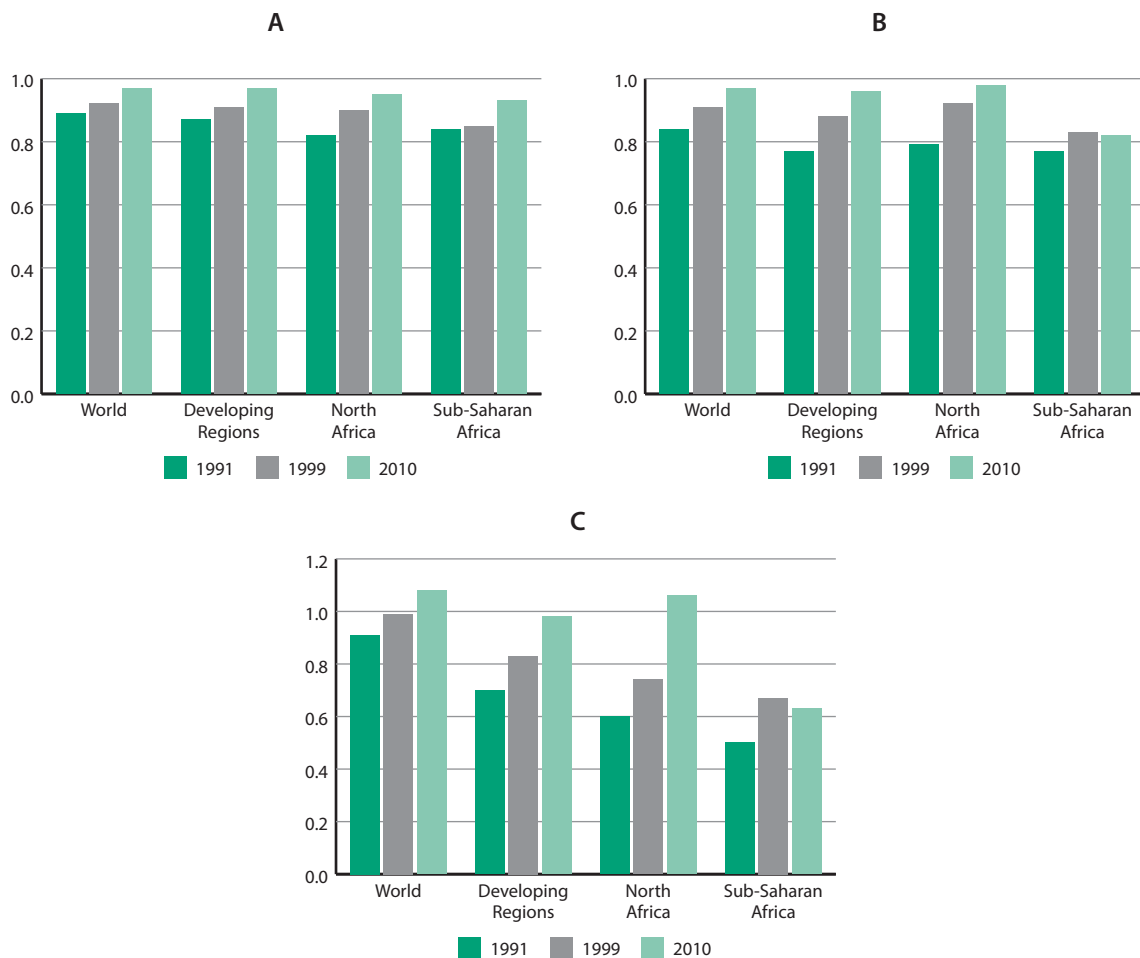 A
1.0
0.8
0.6
0.4
0.2
0.0
World
Developing
Regions
North
Africa
Sub-Saharan
Africa
1991 1999 2010
B
1.0
0.8
0.6
0.4
0.2
0.0
World
Developing
Regions
North
Africa
Sub-Saharan
Africa
1991 1999 2010
C
1.2
1.0
0.8
0.6
0.4
0.2
0.0
World
Developing
Regions
North
Africa
Sub-Saharan
Africa
1991 1999 2010